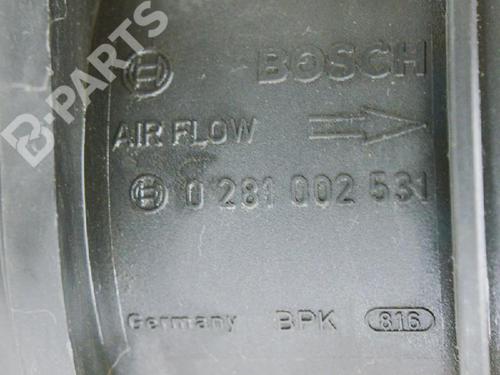 B-PARTS
BOSCH
AIR FLOW
0 281 002 531
Germany BPK 816